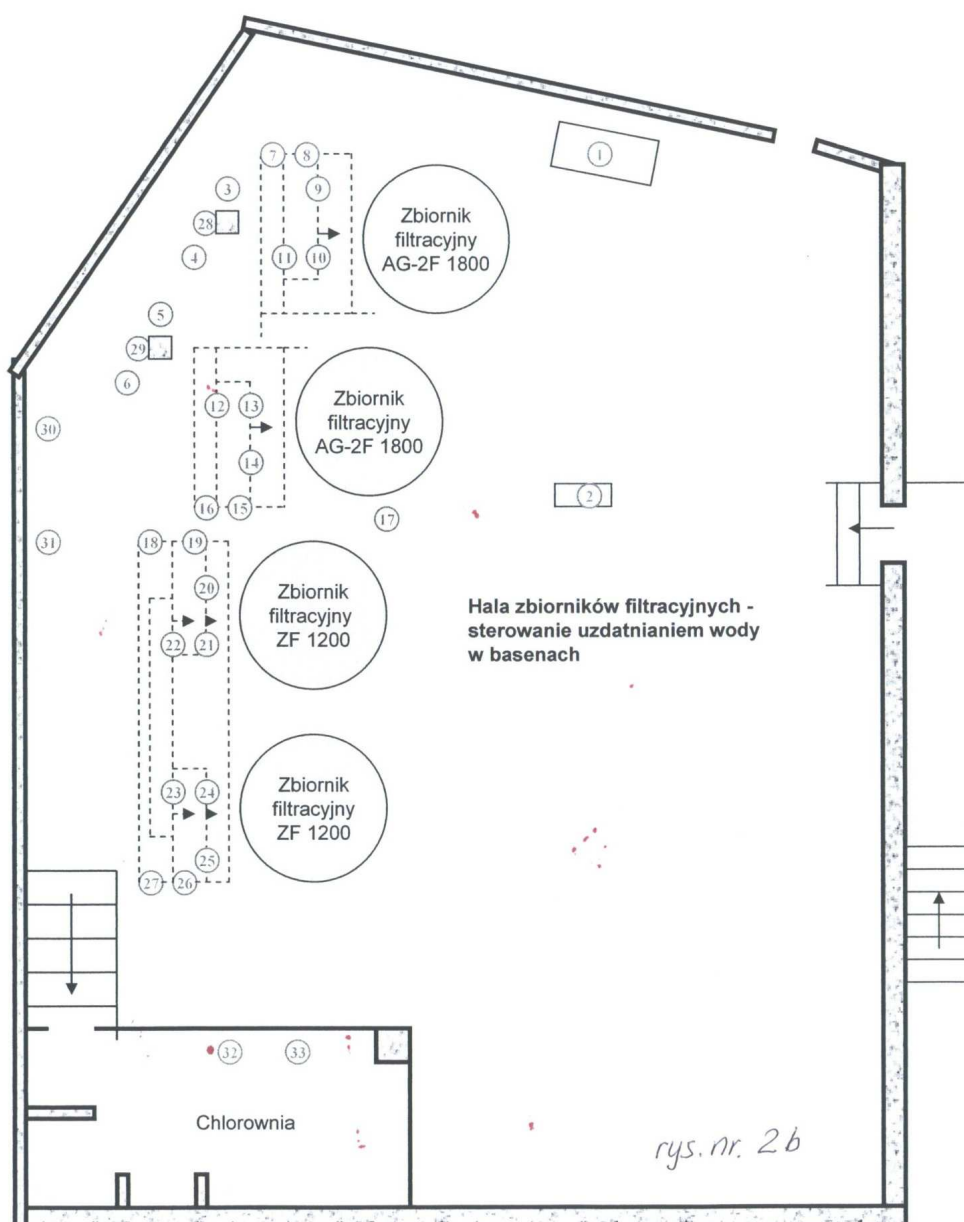 1
7 8
3
9
Zbiornik
filtracyjny
AG-2F 1800
28
4
11 10
5
29
6
Zbiornik
filtracyjny
AG-2F 1800
12 13
30
14
16 15
17
2
31
18 19
20
Zbiornik
filtracyjny
ZF 1200
22 21
Hala zbiorników filtracyjnych -
sterowanie uzdatnianiem wody
w basenach
Zbiornik
filtracyjny
ZF 1200
23 24
25
27 26
32 33
Chlorownia
rys. nr. 2b